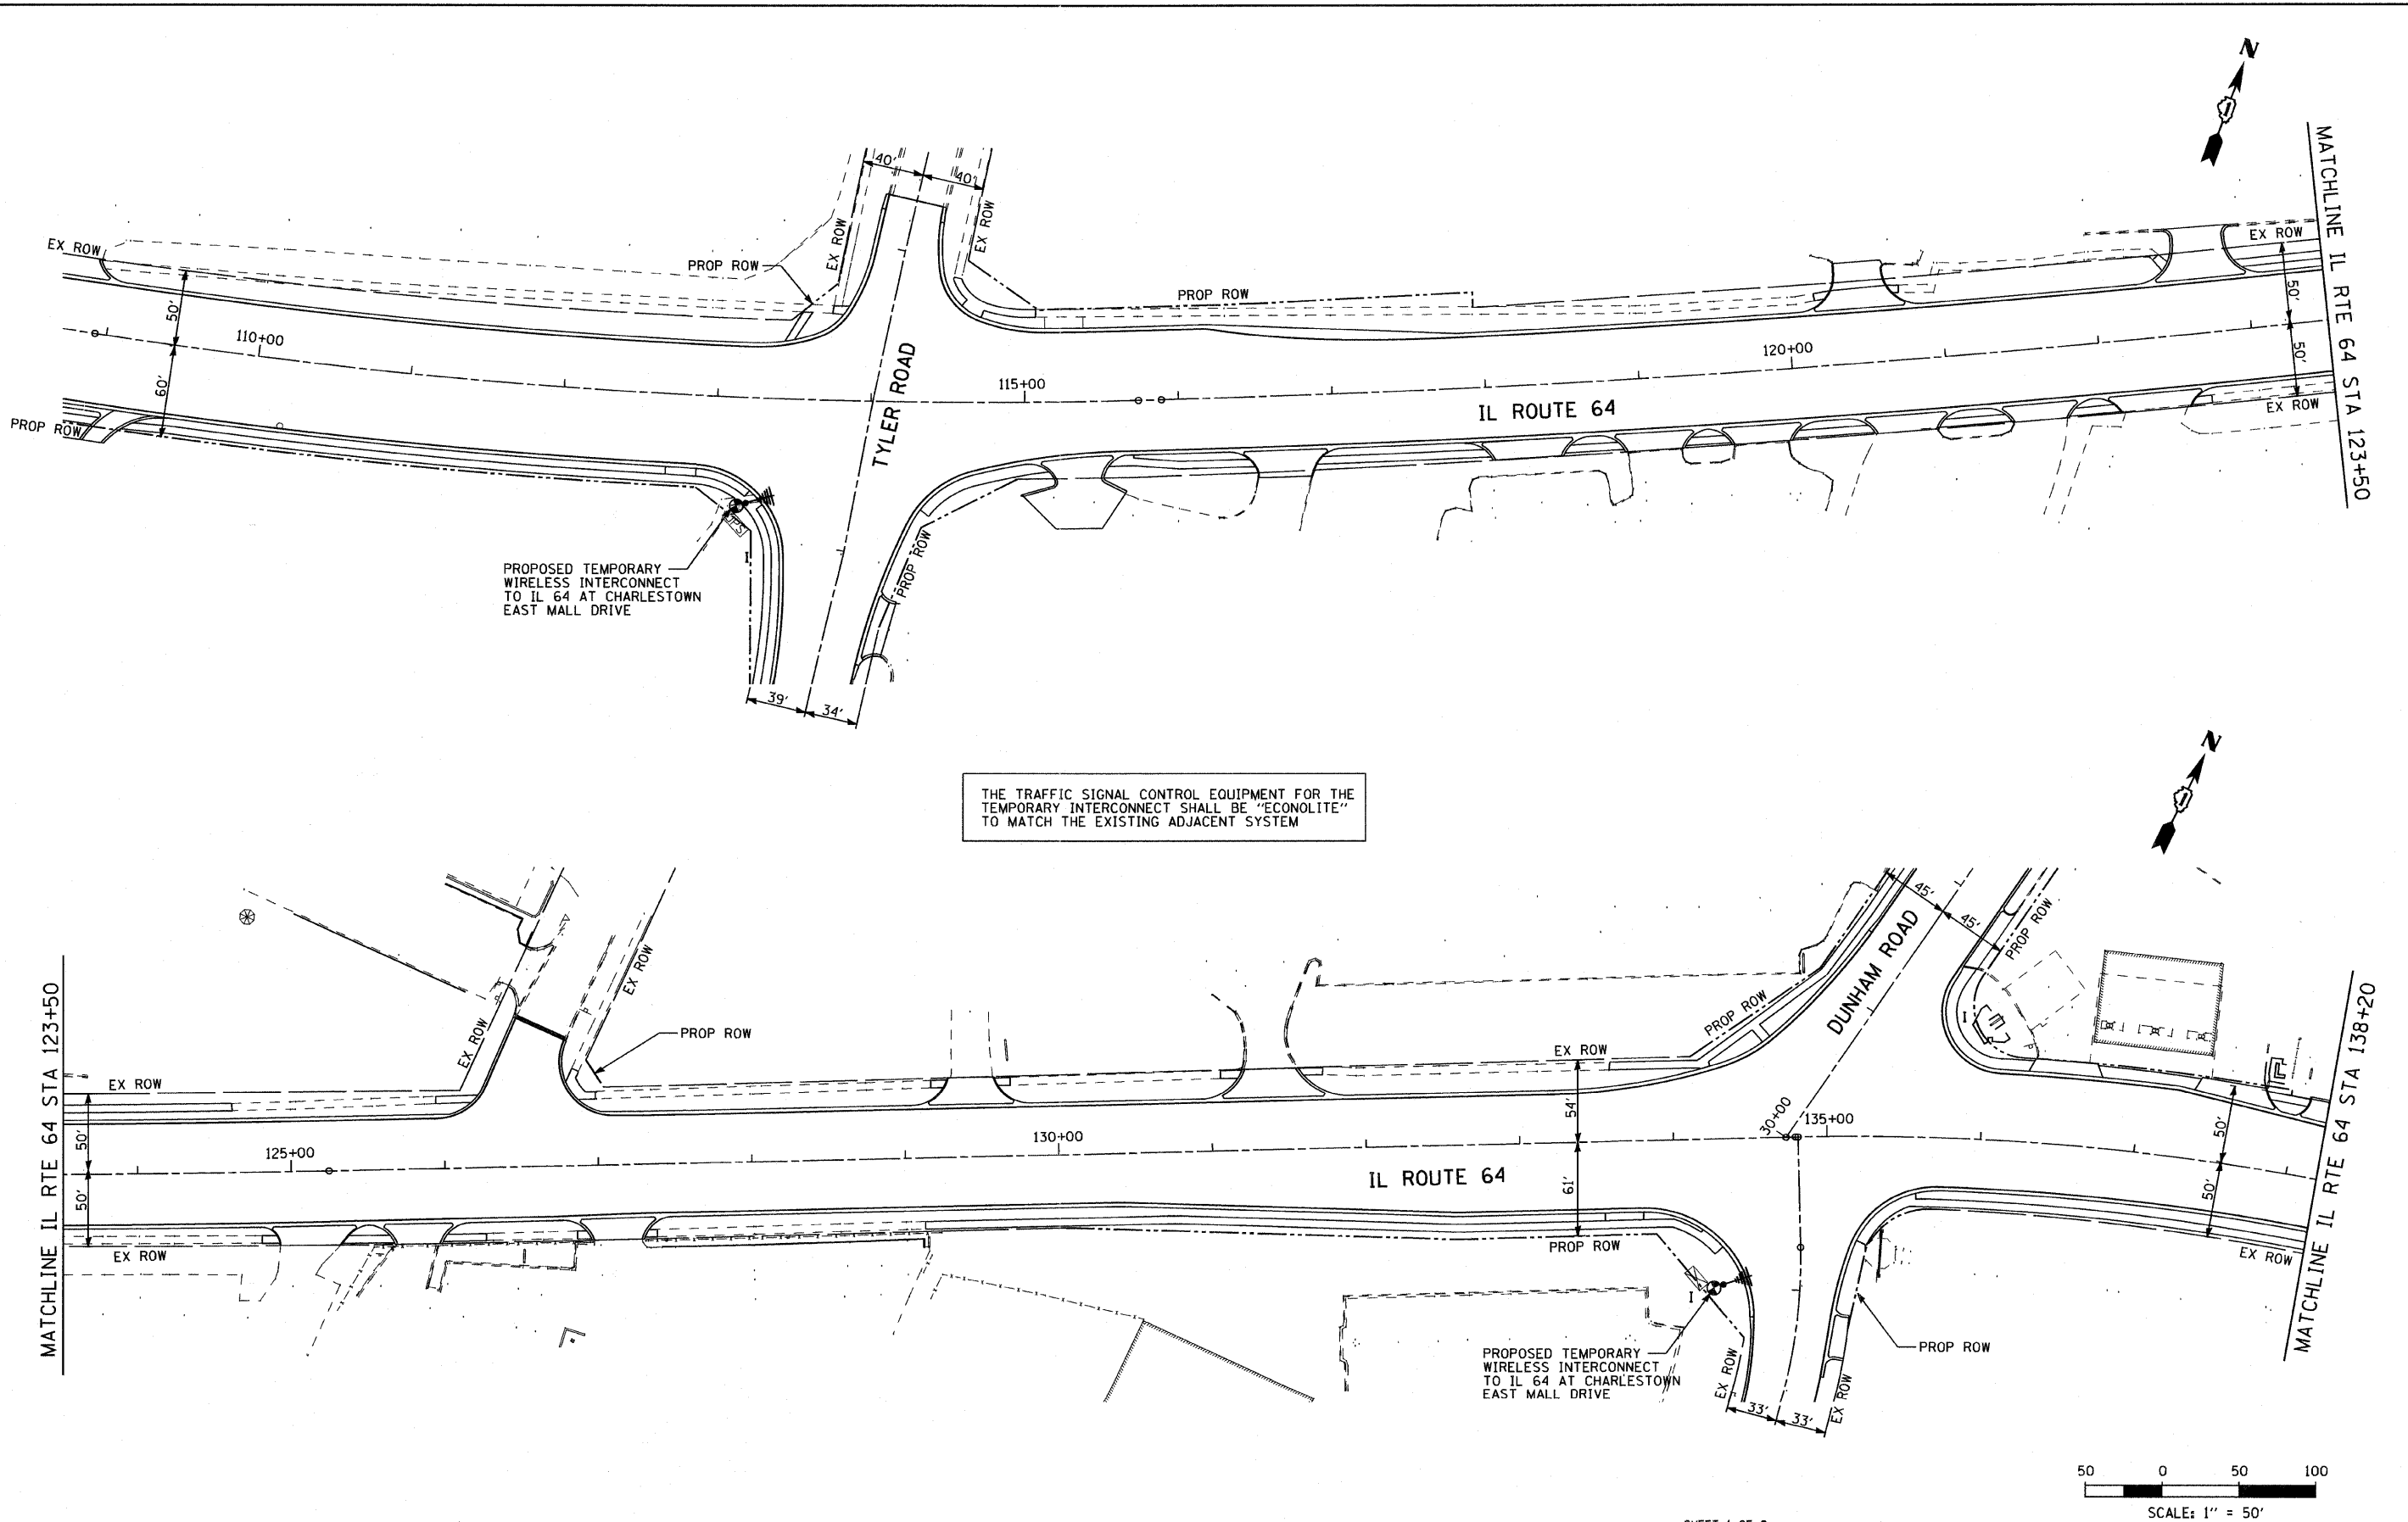 N
MATCHLINE IL RTE 64 STA 123+50
40'
40'
EX ROW
EX ROW
EX ROW
PROP ROW
PROP ROW
EX ROW
50'
50'
110+00
60'
TYLER ROAD
115+00
120+00
50'
IL ROUTE 64
EX ROW
PROP ROW
UPS
I
PROP ROW
PROPOSED TEMPORARY
WIRELESS INTERCONNECT
TO IL 64 AT CHARLESTOWN
EAST MALL DRIVE
39'
34'
N
THE TRAFFIC SIGNAL CONTROL EQUIPMENT FOR THE
TEMPORARY INTERCONNECT SHALL BE "ECONOLITE"
TO MATCH THE EXISTING ADJACENT SYSTEM
45'
45'
DUNHAM ROAD
PROP ROW
MATCHLINE IL RTE 64 STA 123+50
EX ROW
EX ROW
PROP ROW
PROP ROW
I
MATCHLINE IL RTE 64 STA 138+20
EX ROW
EX ROW
50'
125+00
130+00
54'
30+00
135+00
50'
50'
IL ROUTE 64
61'
50'
EX ROW
PROP ROW
EX ROW
I
PROPOSED TEMPORARY
WIRELESS INTERCONNECT
TO IL 64 AT CHARLESTOWN
EAST MALL DRIVE
PROP ROW
EX ROW
EX ROW
33'
33'
50 0 50 100
SCALE: 1" = 50'